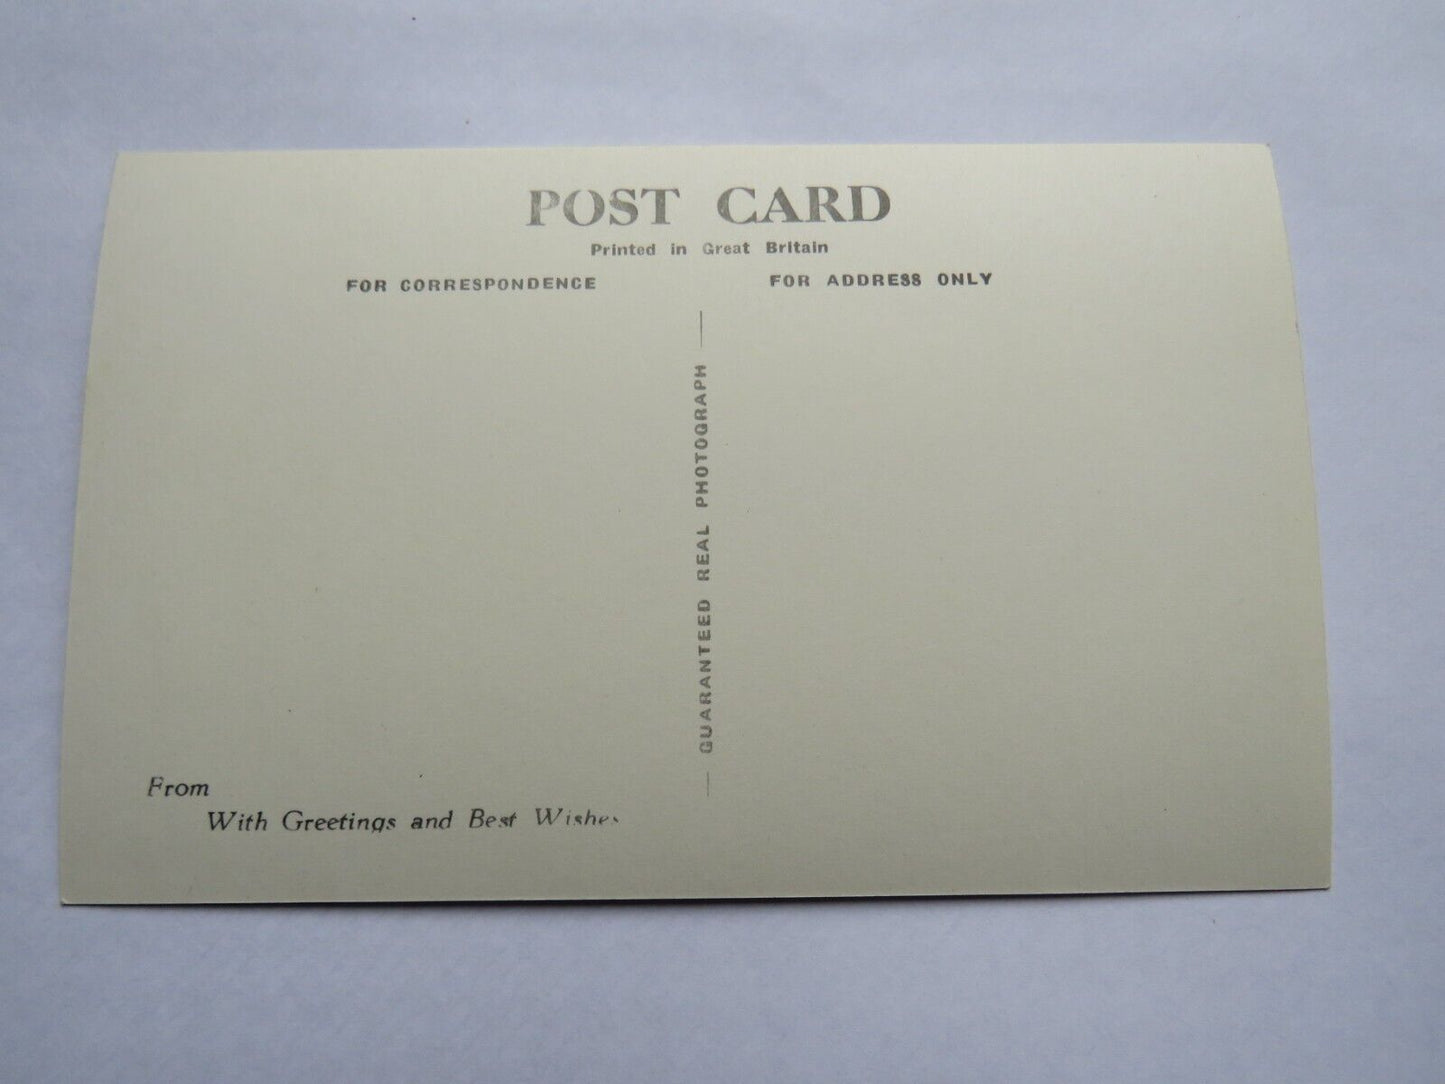 POST CARD
Printed in Great Britain
FOR CORRESPONDENCE
FOR ADDRESS ONLY
GUARANTEED REAL PHOTOGRAPH
From
With Greetings and Best Wishes